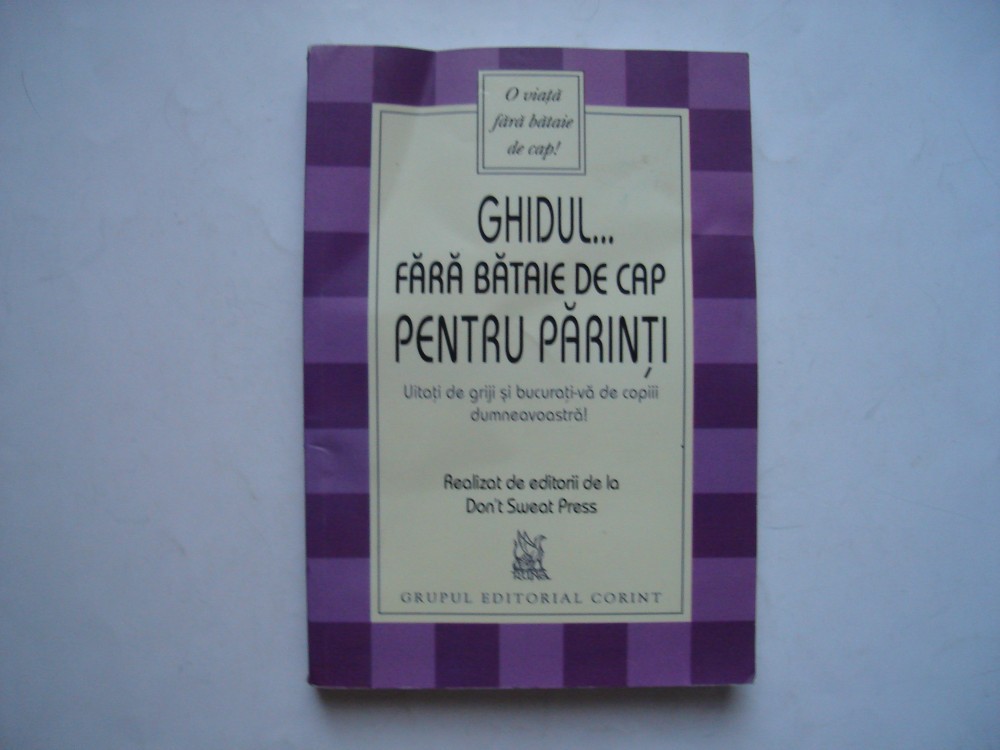 O viață
fără bătaie
de cap!
GHIDUL...
FĂRĂ BĂTAIE DE CAP
PENTRU PĂRINȚI
Uitați de griji și bucurați-vă de copiii
dumneavoastră!
Realizat de editorii de la
Don't Sweat Press
RUNA
GRUPUL EDITORIAL CORINT